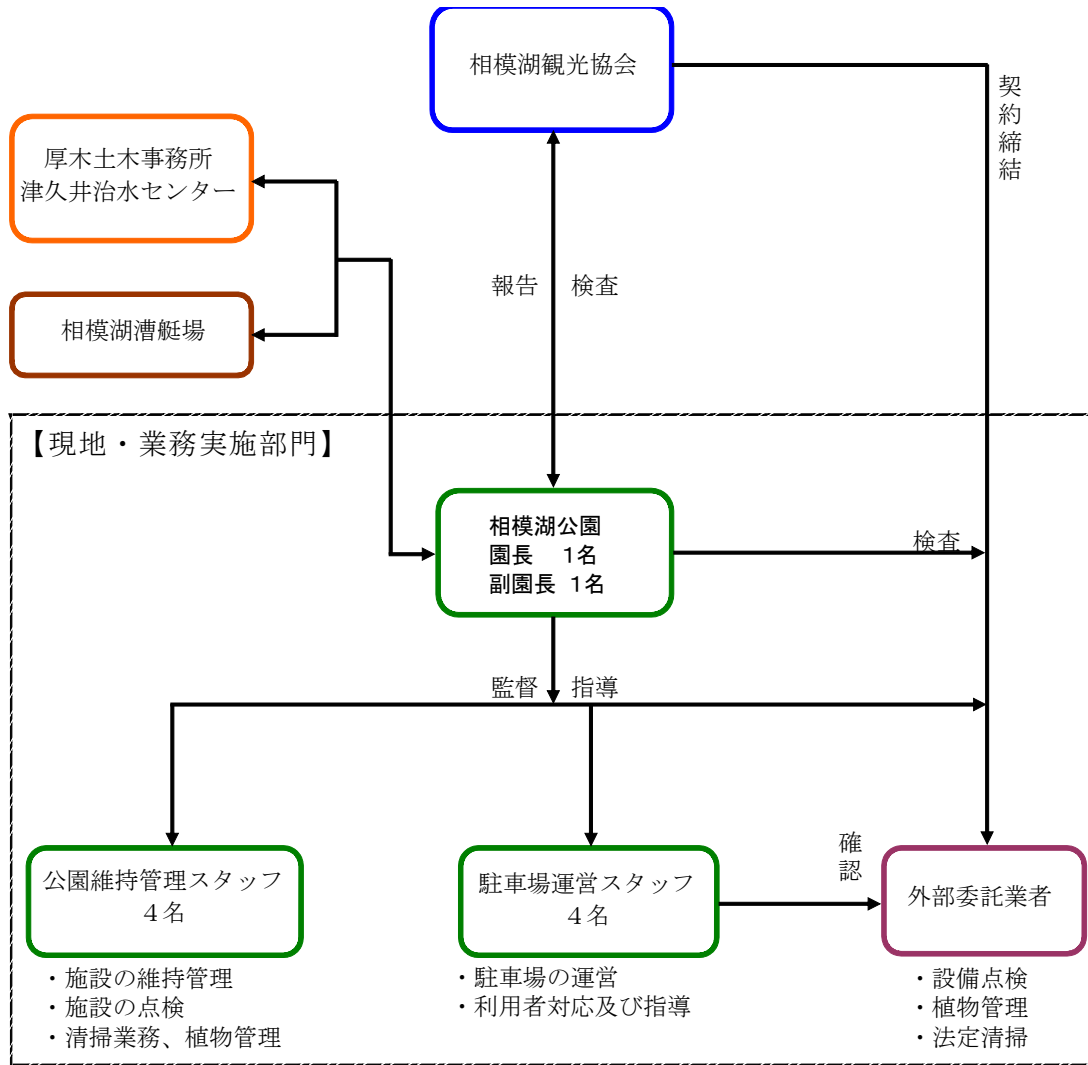 相模湖観光協会
契約締結
厚木土木事務所
津久井治水センター
報告 検査
相模湖漕艇場
【現地・業務実施部門】
相模湖公園
園長 1名
副園長 1名
検査
監督 指導
確認
公園維持管理スタッフ
4名
駐車場運営スタッフ
4名
外部委託業者
・施設の維持管理
・施設の点検
・清掃業務、植物管理
・駐車場の運営
・利用者対応及び指導
・設備点検
・植物管理
・法定清掃